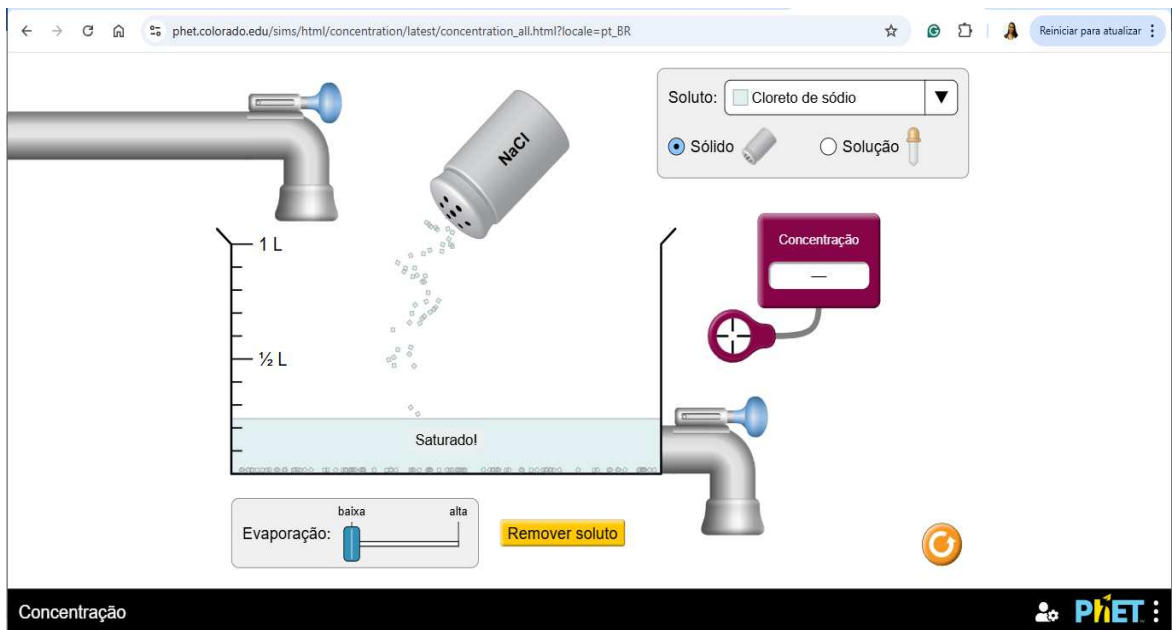 phet.colorado.edu/sims/html/concentration/latest/concentration_all.html?locale=pt_BR
Reiniciar para atualizar
Soluto: Cloreto de sódio
Sólido
Solução
NaCl
1 L
½ L
Concentração
—
Saturado!
Evaporação:
baixa
alta
Remover soluto
Concentração
PhET